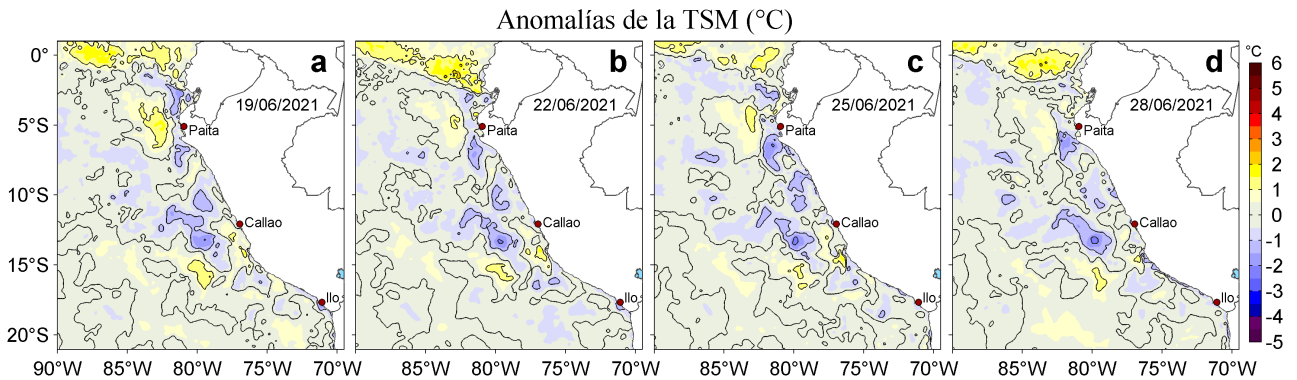 Anomalías de la TSM (°C)
a
19/06/2021
Paita
Callao
Ilo
b
22/06/2021
Paita
Callao
Ilo
c
25/06/2021
Paita
Callao
Ilo
d
28/06/2021
Paita
Callao
Ilo
0°
5°S
10°S
15°S
20°S
90°W 85°W 80°W 75°W 70°W
85°W 80°W 75°W 70°W
85°W 80°W 75°W 70°W
85°W 80°W 75°W 70°W
°C
6
5
4
3
2
1
0
-1
-2
-3
-4
-5